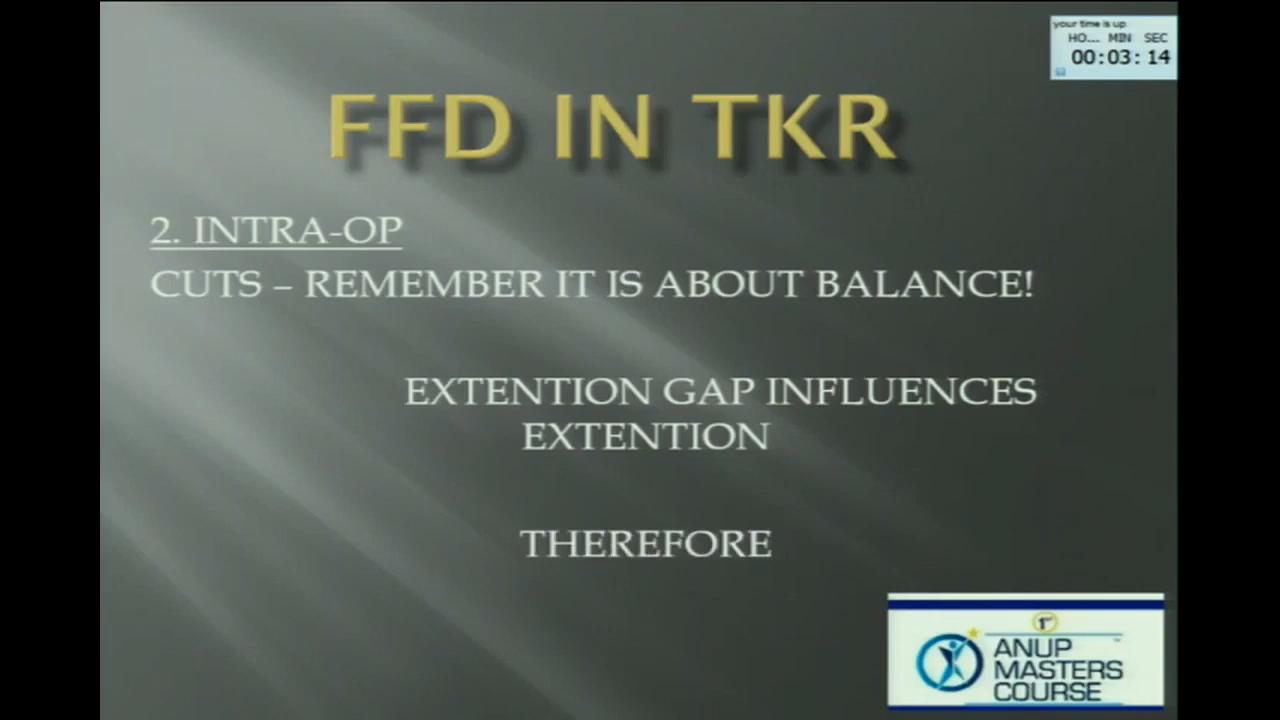 your time is up
HO... MIN SEC
00:03:14
FFD IN TKR
2. INTRA-OP
CUTS – REMEMBER IT IS ABOUT BALANCE!
EXTENTION GAP INFLUENCES
EXTENTION
THEREFORE
1st
ANUP
MASTERS
COURSE